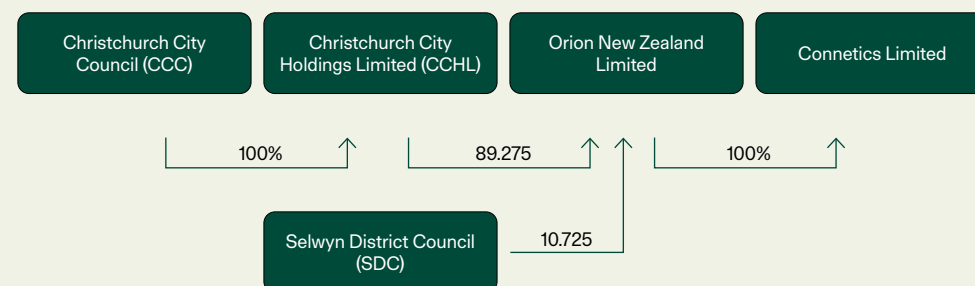 Christchurch City
Council (CCC)
Christchurch City
Holdings Limited (CCHL)
Orion New Zealand
Limited
Connetics Limited
100%
89.275
100%
Selwyn District Council
(SDC)
10.725